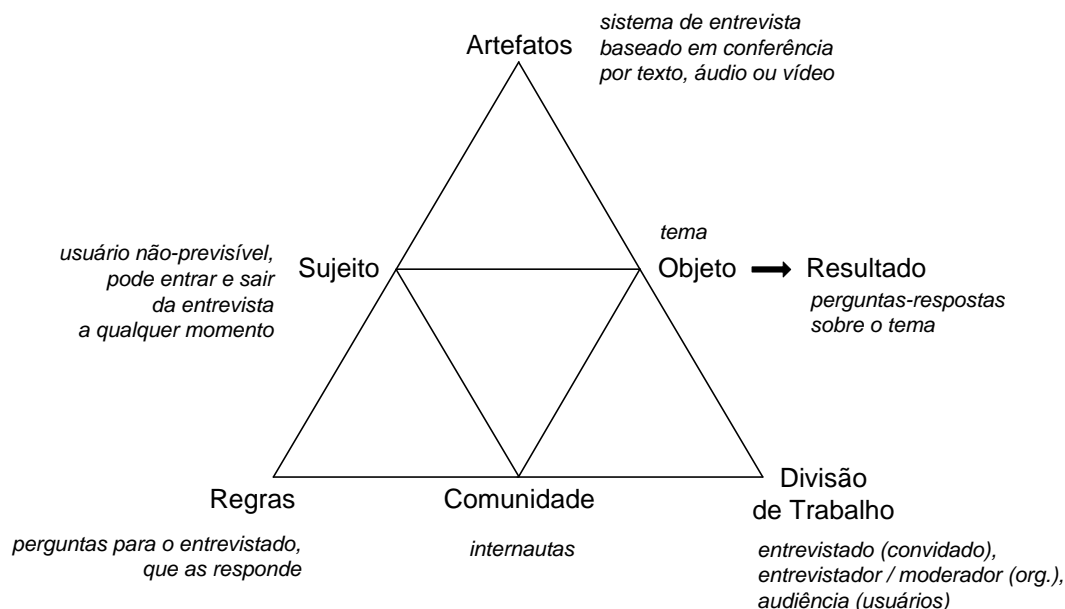 Artefatos
sistema de entrevista
baseado em conferência
por texto, áudio ou vídeo
usuário não-previsível,
pode entrar e sair
da entrevista
a qualquer momento
Sujeito
tema
Objeto
Resultado
perguntas-respostas
sobre o tema
Regras
perguntas para o entrevistado,
que as responde
Comunidade
internautas
Divisão
de Trabalho
entrevistado (convidado),
entrevistador / moderador (org.),
audiência (usuários)